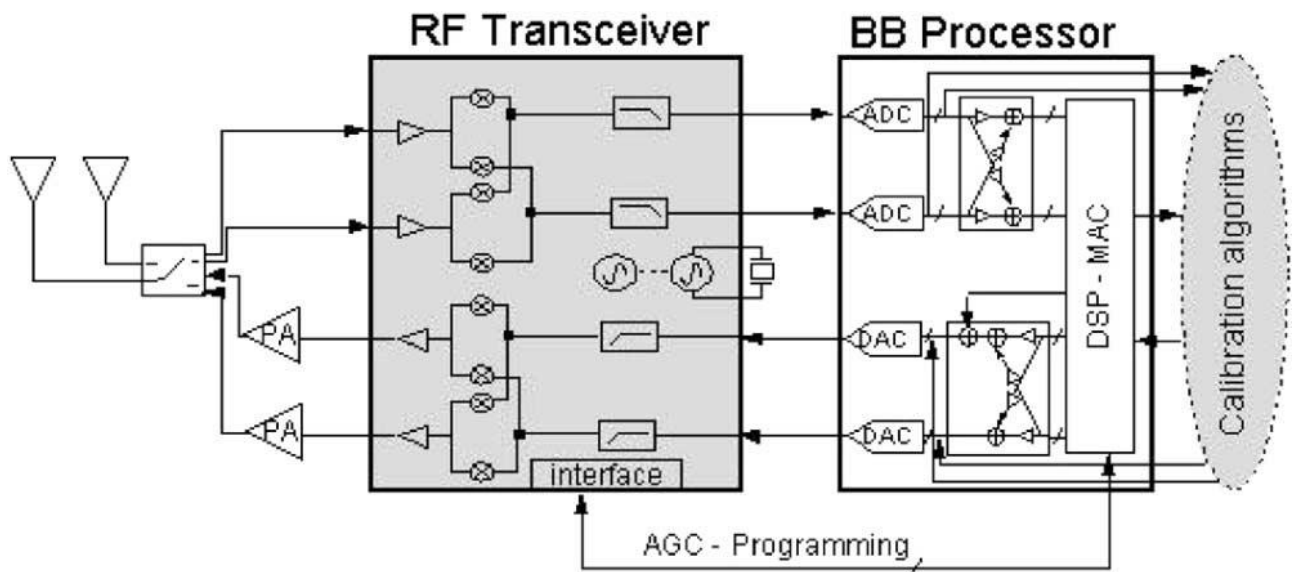 RF Transceiver
BB Processor
ADC
ADC
DSP - MAC
Calibration algorithms
PA
DAC
PA
DAC
interface
AGC - Programming